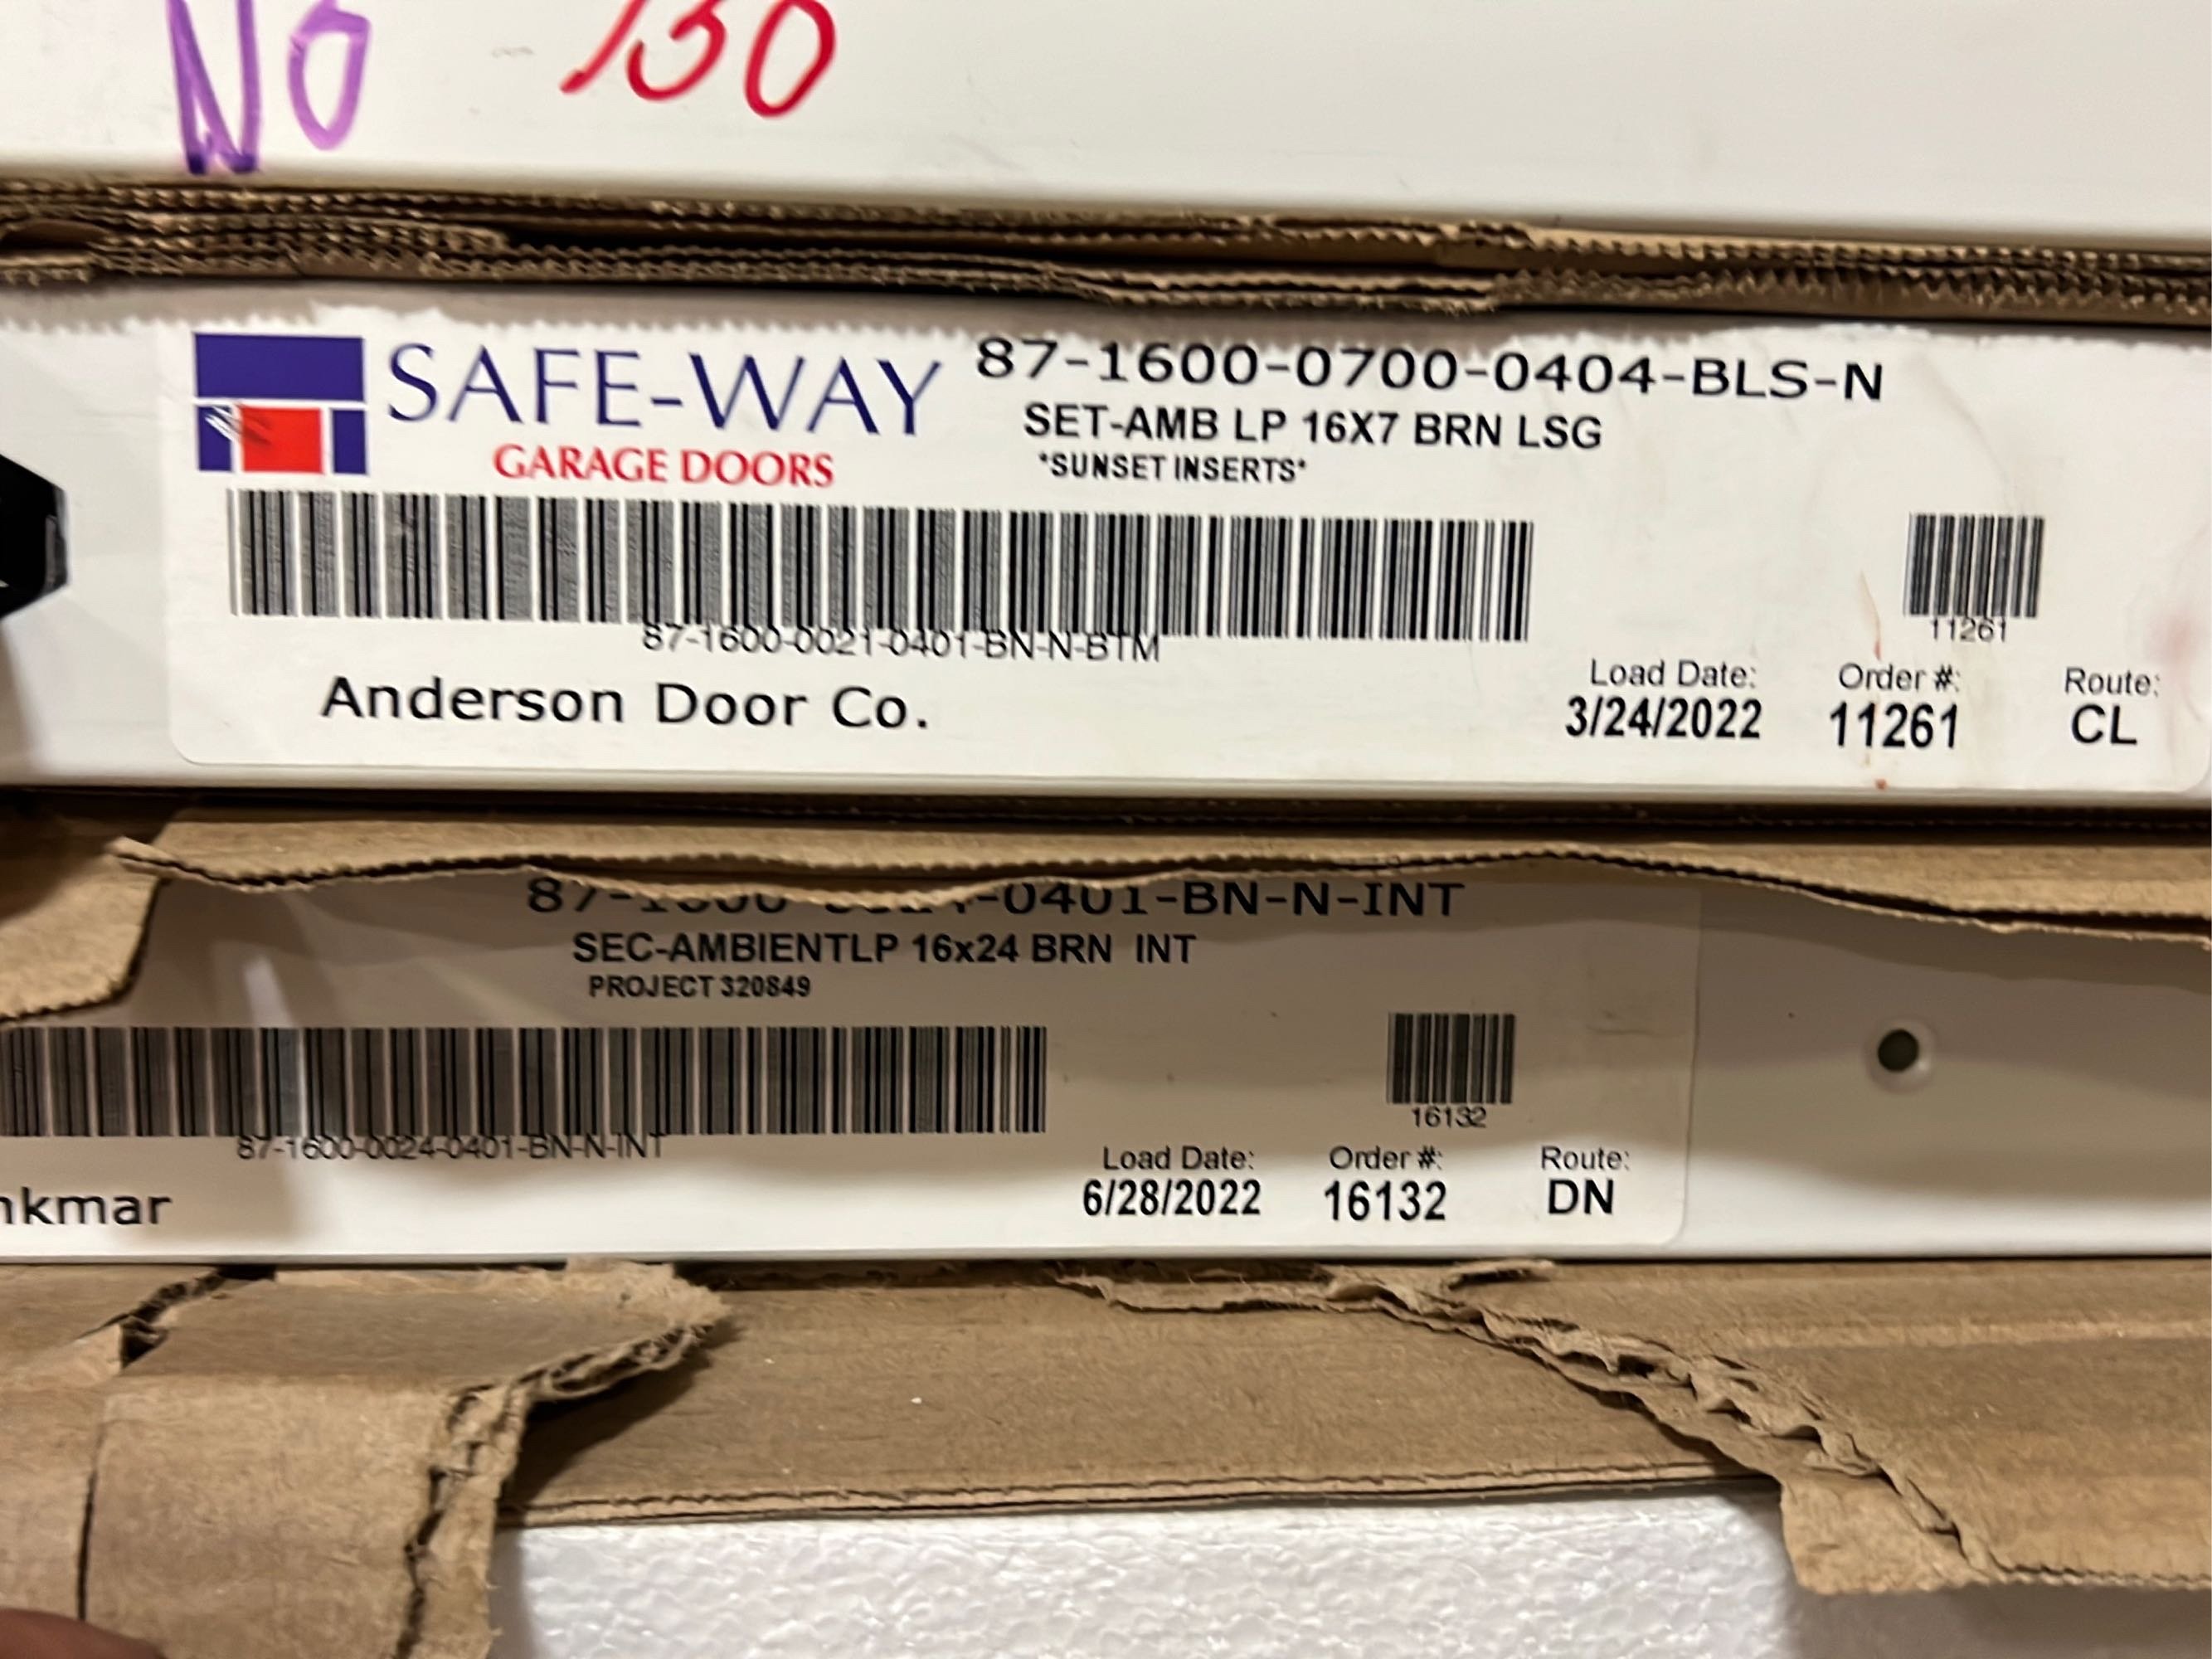 NO 130
SAFE-WAY
GARAGE DOORS
87-1600-0700-0404-BLS-N
SET-AMB LP 16X7 BRN LSG
*SUNSET INSERTS*
87-1600-0021-0401-BN-N-BTM
11261
Anderson Door Co.
Load Date: Order #: Route:
3/24/2022 11261 CL
-0401-BN-N-INT
SEC-AMBIENTLP 16x24 BRN INT
PROJECT 320849
87-1600-0024-0401-BN-N-INT
16132
nkmar
Load Date: Order #: Route:
6/28/2022 16132 DN